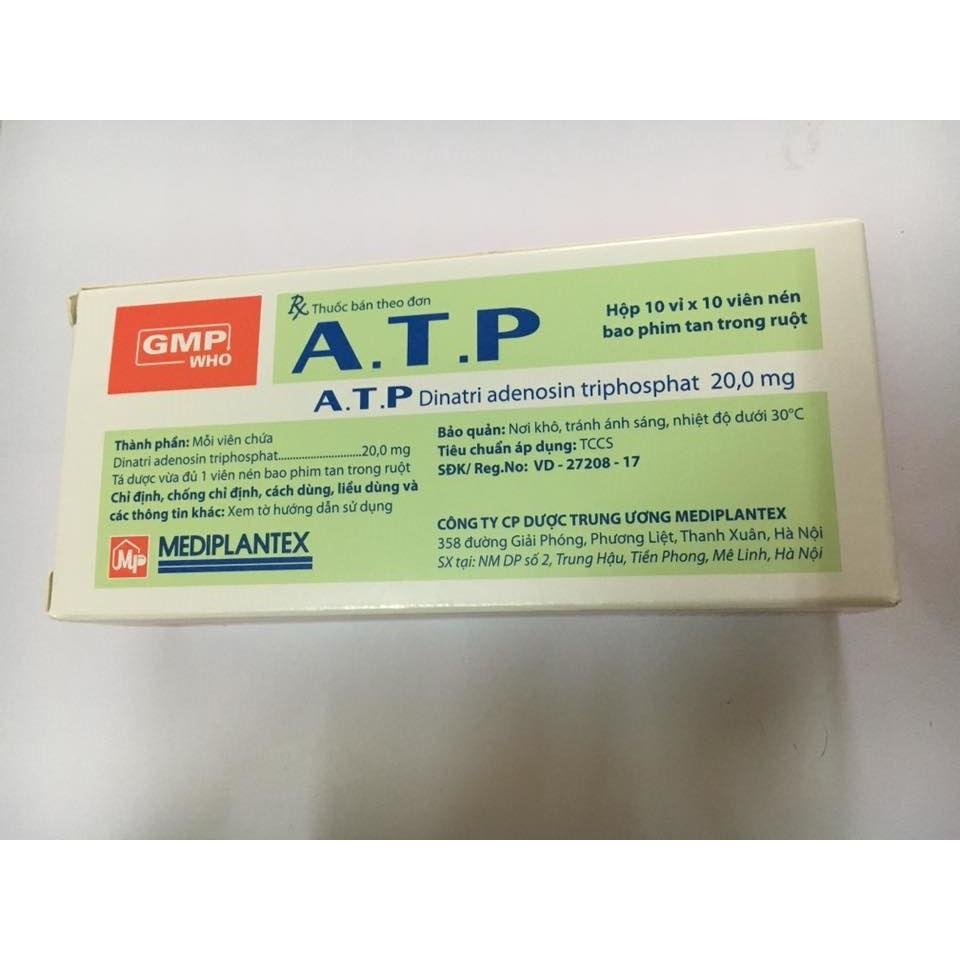 GMP
WHO
Rx Thuốc bán theo đơn
A.T.P
Hộp 10 vỉ x 10 viên nén
bao phim tan trong ruột
A.T.P Dinatri adenosin triphosphat 20,0 mg
Thành phần: Mỗi viên chứa
Dinatri adenosin triphosphat............................20,0 mg
Tá dược vừa đủ 1 viên nén bao phim tan trong ruột
Chỉ định, chống chỉ định, cách dùng, liều dùng và
các thông tin khác: Xem tờ hướng dẫn sử dụng
MP MEDIPLANTEX
Bảo quản: Nơi khô, tránh ánh sáng, nhiệt độ dưới 30°C
Tiêu chuẩn áp dụng: TCCS
SĐK/ Reg.No: VD - 27208 - 17
CÔNG TY CP DƯỢC TRUNG ƯƠNG MEDIPLANTEX
358 đường Giải Phóng, Phương Liệt, Thanh Xuân, Hà Nội
SX tại: NM DP số 2, Trung Hậu, Tiền Phong, Mê Linh, Hà Nội